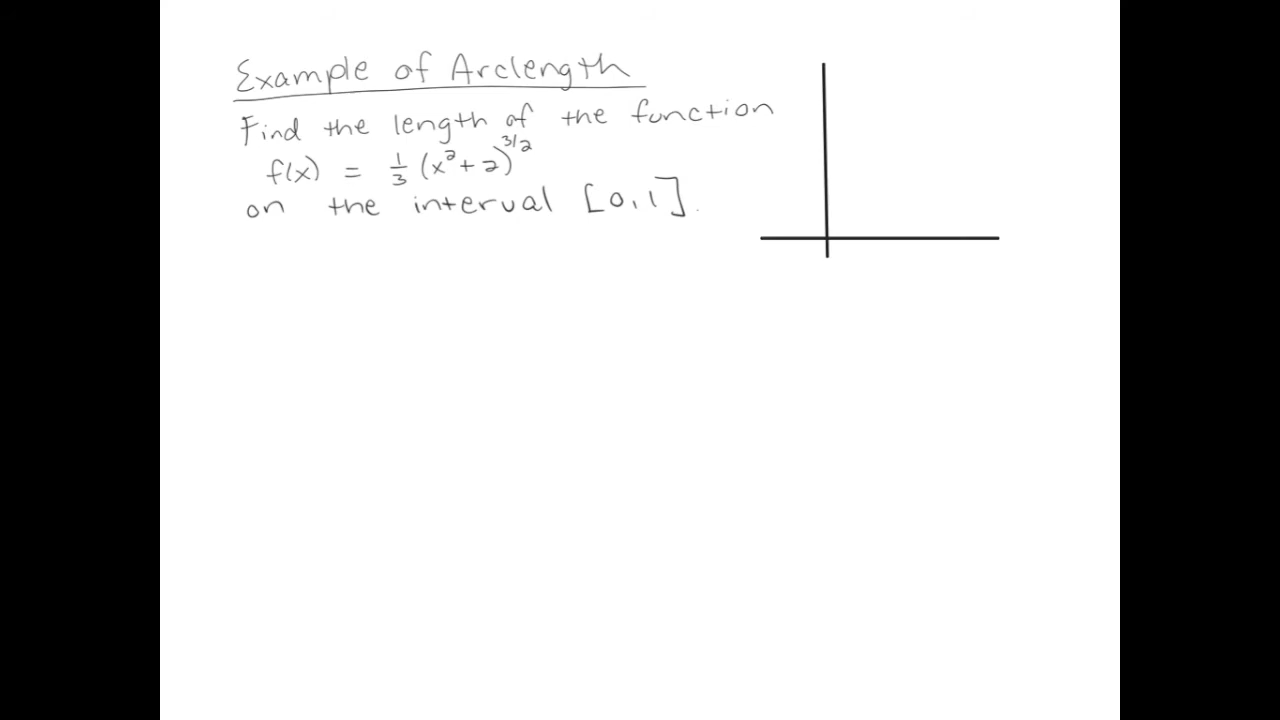 Example of Arclength
Find the length of the function
f(x) = 1/3 (x² + 2)^3/2
on the interval [0,1].